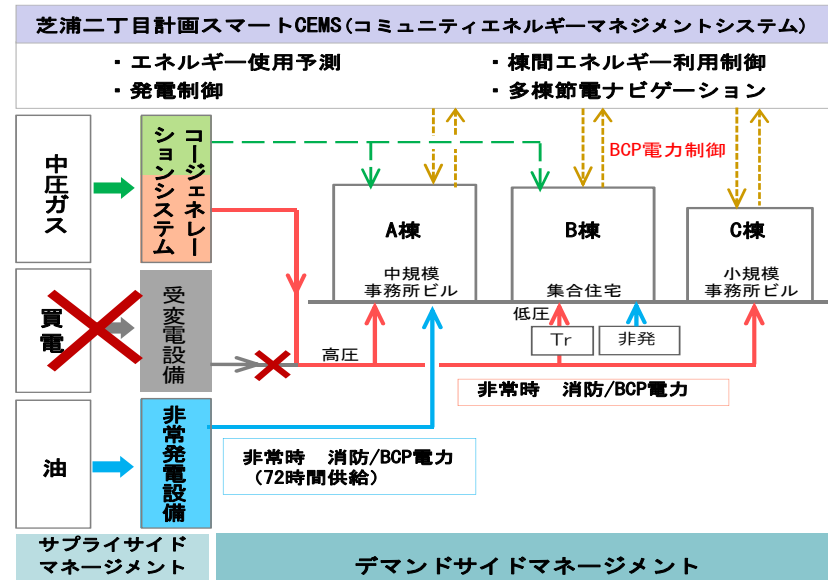 芝浦二丁目計画スマートCEMS(コミュニティエネルギーマネジメントシステム)
・エネルギー使用予測
・棟間エネルギー利用制御
・発電制御
・多棟節電ナビゲーション
BCP電力制御
中圧ガス
コージェネレー
ションシステム
A棟
中規模
事務所ビル
B棟
集合住宅
C棟
小規模
事務所ビル
買電
受変電設備
低圧
Tr
非発
高圧
非常時　消防/BCP電力
油
非常発電設備
非常時　消防/BCP電力
(72時間供給)
サプライサイド
マネージメント
デマンドサイドマネージメント